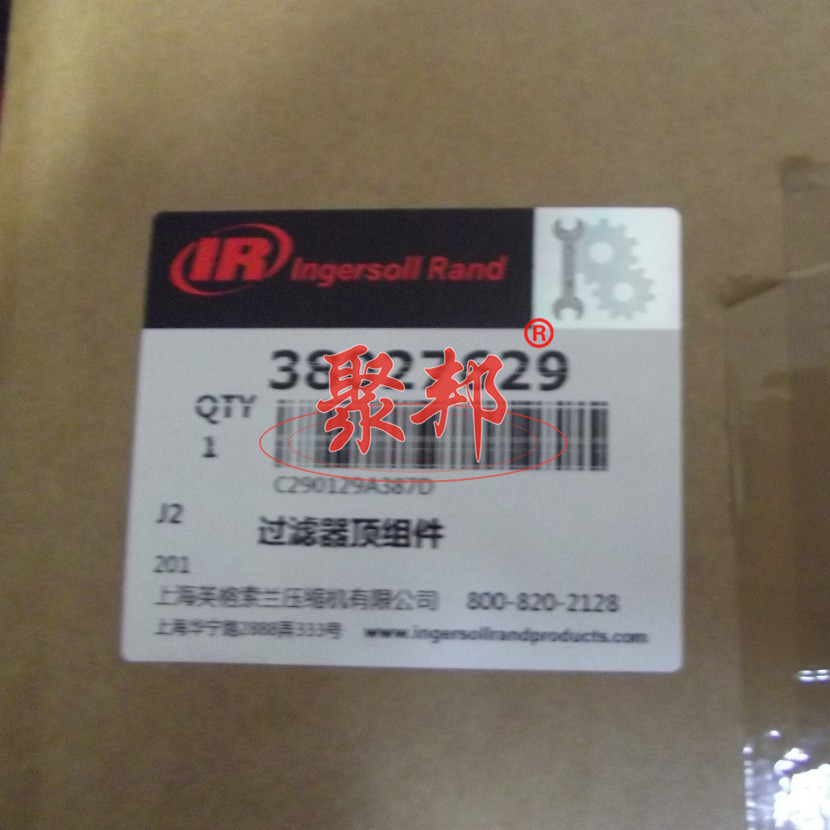 IR Ingersoll Rand
®
聚邦
QTY
1
C290129A387D
J2
过滤器顶组件
201
上海英格索兰压缩机有限公司 800-820-2128
上海华宁路2888弄333号 www.ingersollrandproducts.com